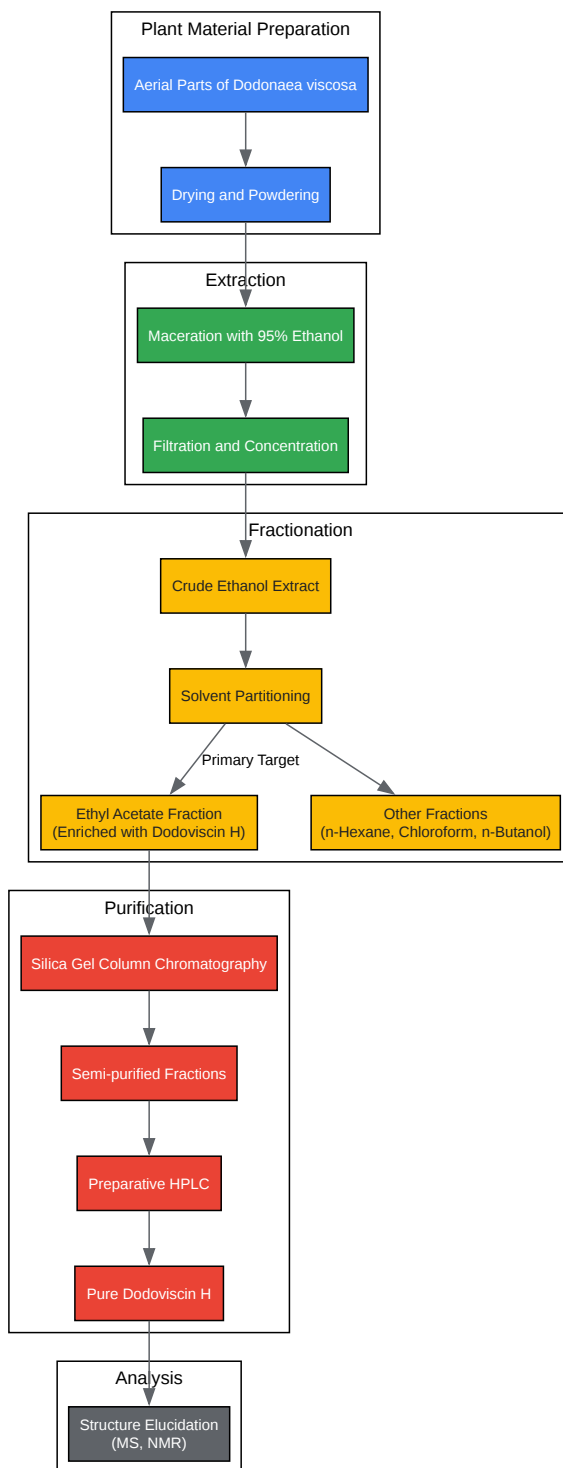 Plant Material Preparation
Aerial Parts of Dodonaea viscosa
Drying and Powdering
Extraction
Maceration with 95% Ethanol
Filtration and Concentration
Fractionation
Crude Ethanol Extract
Solvent Partitioning
Primary Target
Ethyl Acetate Fraction
(Enriched with Dodoviscin H)
Other Fractions
(n-Hexane, Chloroform, n-Butanol)
Purification
Silica Gel Column Chromatography
Semi-purified Fractions
Preparative HPLC
Pure Dodoviscin H
Analysis
Structure Elucidation
(MS, NMR)